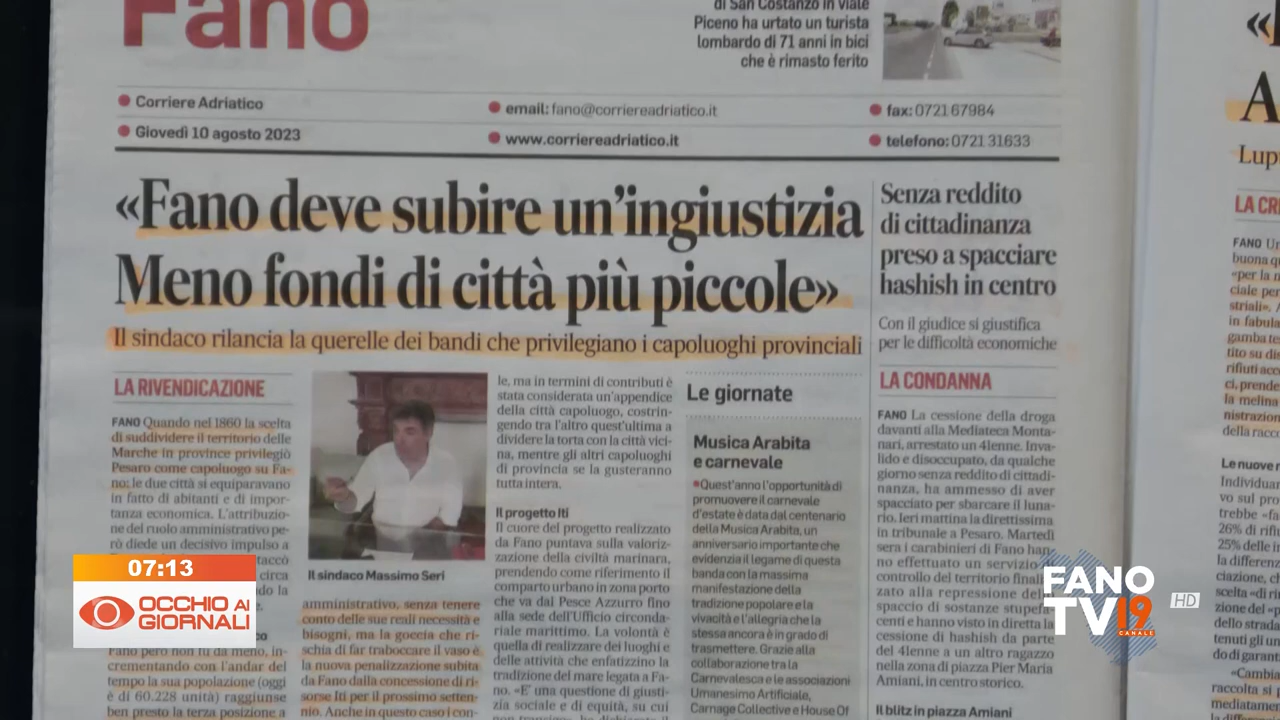 Fano
di San Costanzo in viale
Piceno ha urtato un turista
lombardo di 71 anni in bici
che è rimasto ferito
Corriere Adriatico
email: fano@corriereadriatico.it
fax: 0721 67984
Giovedì 10 agosto 2023
www.corriereadriatico.it
telefono: 0721 31633
«Fano deve subire un'ingiustizia
Meno fondi di città più piccole»
Il sindaco rilancia la querelle dei bandi che privilegiano i capoluoghi provinciali
LA RIVENDICAZIONE
FANO Quando nel 1860 la scelta
di suddividere il territorio delle
Marche in province privilegiò
Pesaro come capoluogo su Fa-
no: le due città si equiparavano
in fatto di abitanti e di impor-
tanza economica. L'attribuzio-
ne del ruolo amministrativo pe-
rò diede un decisivo impulso a
taccò
circa
do la
Fano però non fu da meno, in-
crementando con l'andar del
tempo la sua popolazione (oggi
è di 60.228 unità) raggiunse
ben presto la terza posizione a
Il sindaco Massimo Seri
amministrativo, senza tenere
conto delle sue reali necessità e
bisogni, ma la goccia che ri-
schia di far traboccare il vaso è
la nuova penalizzazione subita
da Fano dalla concessione di ri-
sorse Iti per il prossimo setten-
nio. Anche in questo caso i con-
le, ma in termini di contributi è
stata considerata un'appendice
della città capoluogo, costrin-
gendo tra l'altro quest'ultima a
dividere la torta con la città vici-
na, mentre gli altri capoluoghi
di provincia se la gusteranno
tutta intera.
Il progetto Iti
Il cuore del progetto realizzato
da Fano puntava sulla valoriz-
zazione della civiltà marinara,
prendendo come riferimento il
comparto urbano in zona porto
che va dal Pesce Azzurro fino
alla sede dell'Ufficio circonda-
riale marittimo. La volontà è
quella di realizzare dei luoghi e
delle attività che enfatizzino la
tradizione del mare legata a Fa-
no. «E' una questione di giusti-
zia sociale e di equità, su cui
Le giornate
Musica Arabita
e carnevale
Quest'anno l'opportunità di
promuovere il carnevale
d'estate è data dal centenario
della Musica Arabita, un
anniversario importante che
evidenzia il legame di questa
banda con la massima
manifestazione della
tradizione popolare e la
vivacità e l'allegria che la
stessa ancora è in grado di
trasmettere. Grazie alla
collaborazione tra la
Carnevalesca e le associazioni
Umanesimo Artificiale,
Carnage Collective e House Of
Senza reddito
di cittadinanza
preso a spacciare
hashish in centro
Con il giudice si giustifica
per le difficoltà economiche
LA CONDANNA
FANO La cessione della droga
davanti alla Mediateca Monta-
nari, arrestato un 41enne. Inva-
lido e disoccupato, da qualche
giorno senza reddito di cittadi-
nanza, ha ammesso di aver
spacciato per sbarcare il luna-
rio. Ieri mattina la direttissima
in tribunale a Pesaro. Martedì
sera i carabinieri di Fano han-
no effettuato un servizio
controllo del territorio final
zato alla repressione del
spaccio di sostanze stupef
centi e hanno visto in diretta la
cessione di hashish da parte
del 41enne a un altro ragazzo
nella zona di piazza Pier Maria
Amiani, in centro storico.
Il blitz in piazza Amiani
07:13
OCCHIO AI
GIORNALI
FANO
TV19
CANALE
HD